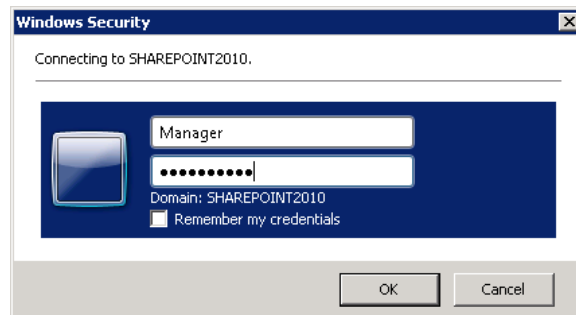 Windows Security
Connecting to SHAREPOINT2010.
Manager
●●●●●●●●●●
Domain: SHAREPOINT2010
Remember my credentials
OK
Cancel